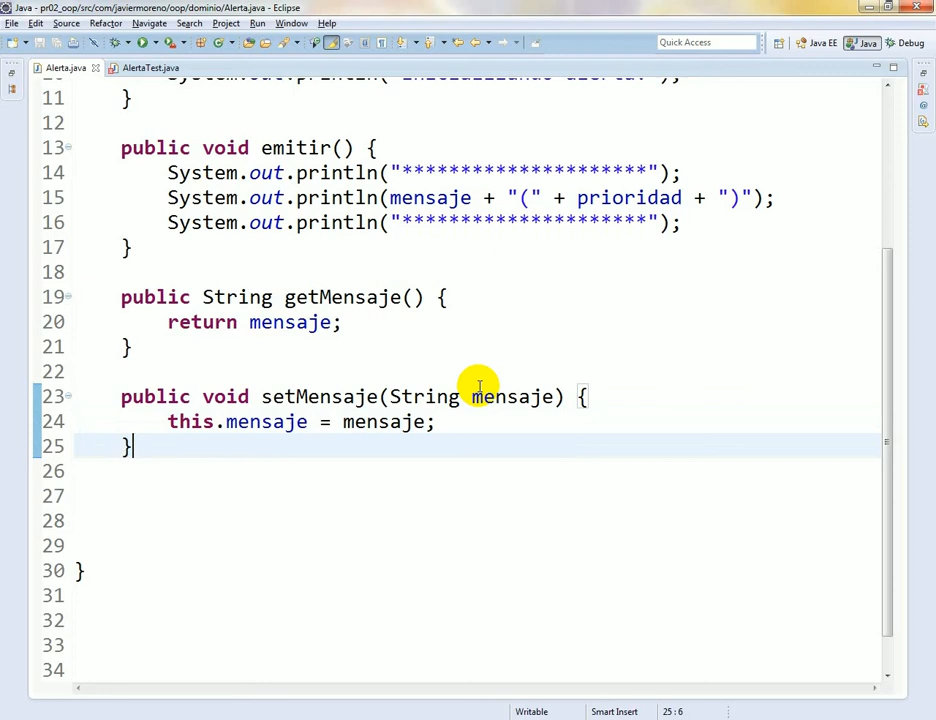 Java - pr02_oop/src/com/javiermoreno/oop/dominio/Alerta.java - Eclipse
File Edit Source Refactor Navigate Search Project Run Window Help
Quick Access Java EE Java Debug
Alerta.java AlertaTest.java
11 }
12
13 public void emitir() {
14 System.out.println("*********************");
15 System.out.println(mensaje + "(" + prioridad + ")");
16 System.out.println("*********************");
17 }
18
19 public String getMensaje() {
20 return mensaje;
21 }
22
23 public void setMensaje(String mensaje) {
24 this.mensaje = mensaje;
25 }
26
27
28
29
30 }
31
32
33
34
Writable Smart Insert 25 : 6